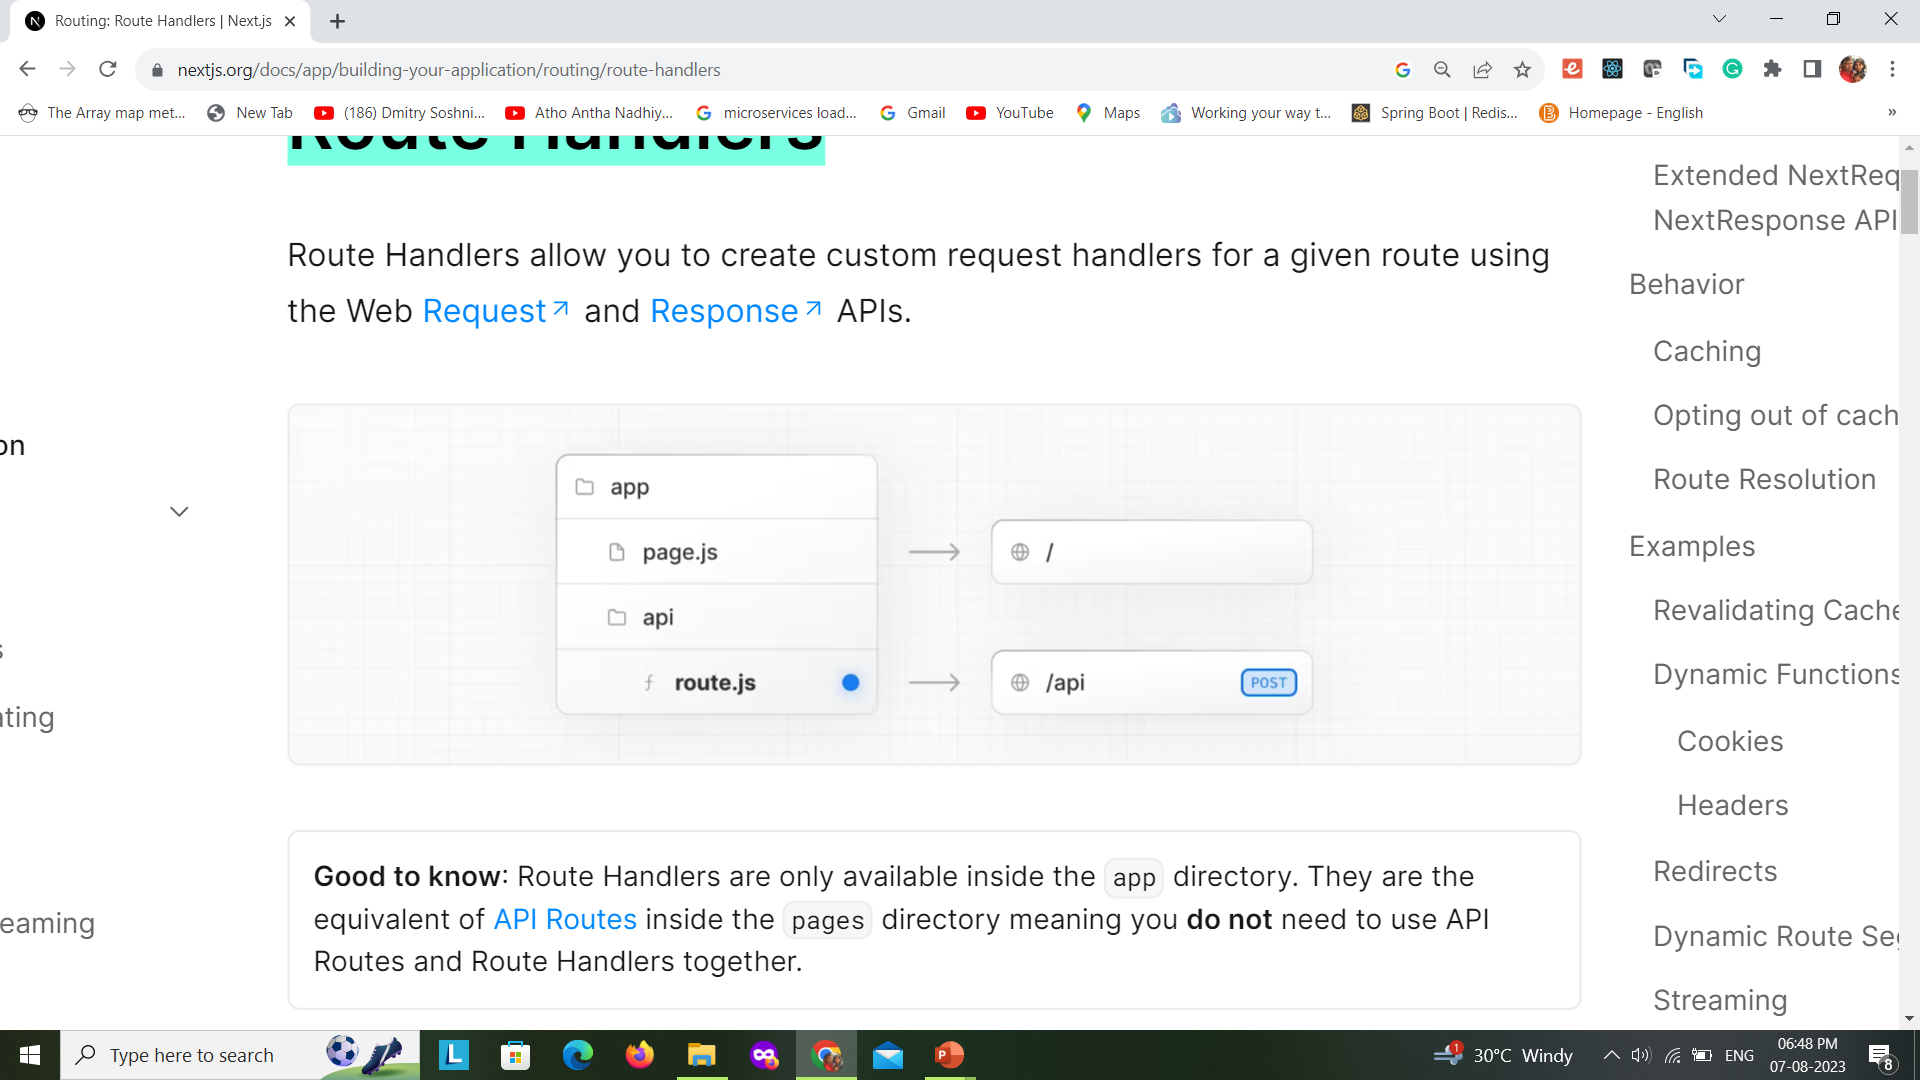 Routing: Route Handlers | Next.js
nextjs.org/docs/app/building-your-application/routing/route-handlers
The Array map met...
New Tab
(186) Dmitry Soshni...
Atho Antha Nadhiy...
microservices load...
Gmail
YouTube
Maps
Working your way t...
Spring Boot | Redis...
Homepage - English
»
Route Handlers
Route Handlers allow you to create custom request handlers for a given route using
the Web Request↗ and Response↗ APIs.
app
page.js
/
api
route.js
/api
POST
Good to know: Route Handlers are only available inside the app directory. They are the
equivalent of API Routes inside the pages directory meaning you do not need to use API
Routes and Route Handlers together.
on
s
ating
eaming
Extended NextReq
NextResponse API
Behavior
Caching
Opting out of cach
Route Resolution
Examples
Revalidating Cache
Dynamic Functions
Cookies
Headers
Redirects
Dynamic Route Seg
Streaming
Type here to search
L
P
1
30°C Windy
ENG
06:48 PM
07-08-2023
8